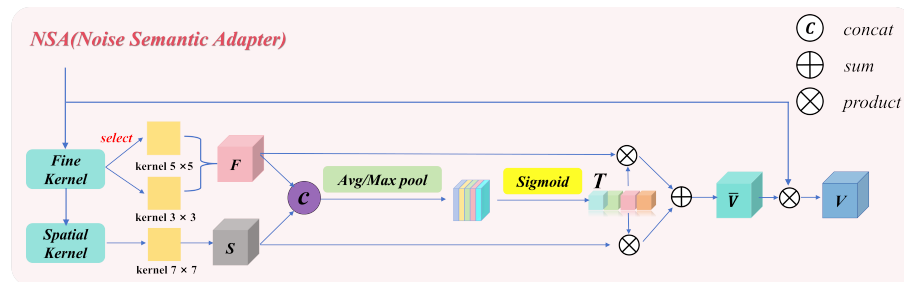 NSA(Noise Semantic Adapter)
C concat
sum
product
select
kernel 5 ×5
Fine
Kernel
F
kernel 3 × 3
C
Avg/Max pool
Sigmoid
T
V̅
V
Spatial
Kernel
kernel 7 × 7
S